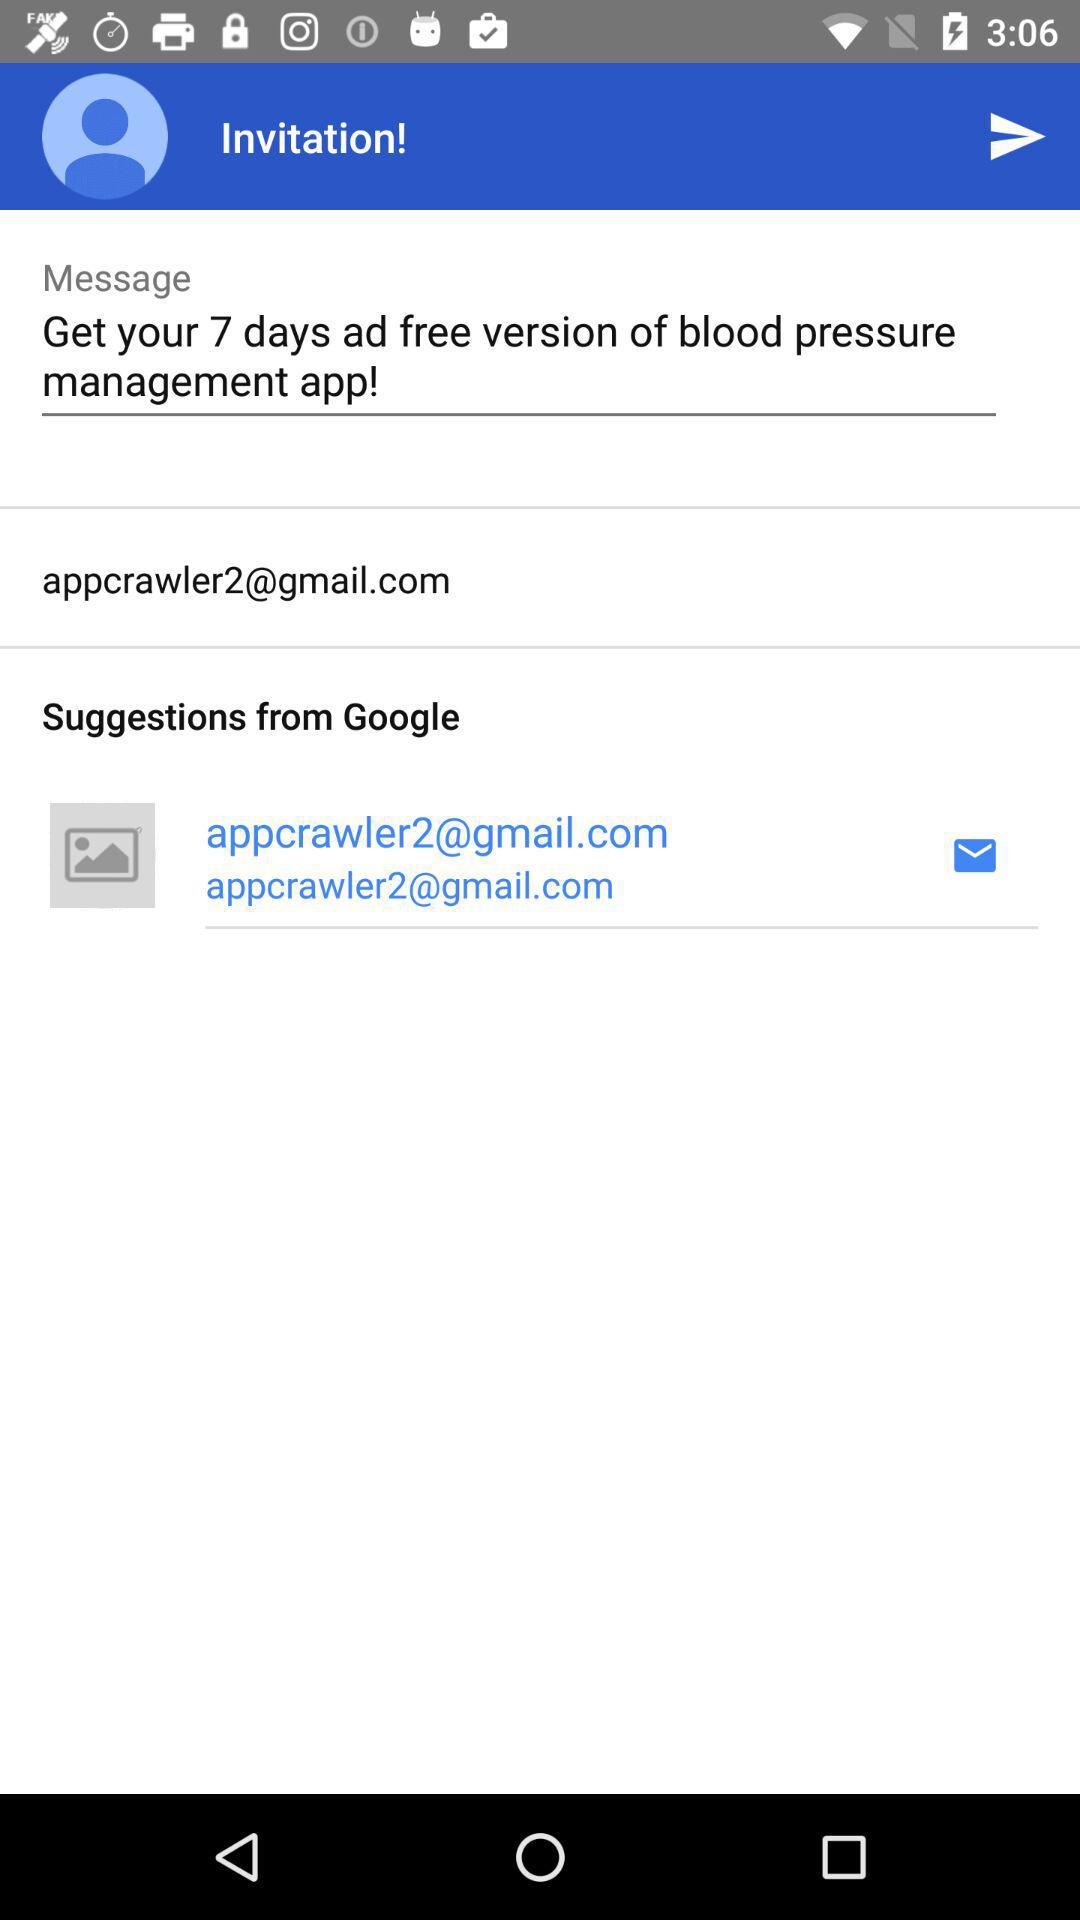 FAKE
3:06
Invitation!
Message
Get your 7 days ad free version of blood pressure
management app!
appcrawler2@gmail.com
Suggestions from Google
appcrawler2@gmail.com
appcrawler2@gmail.com